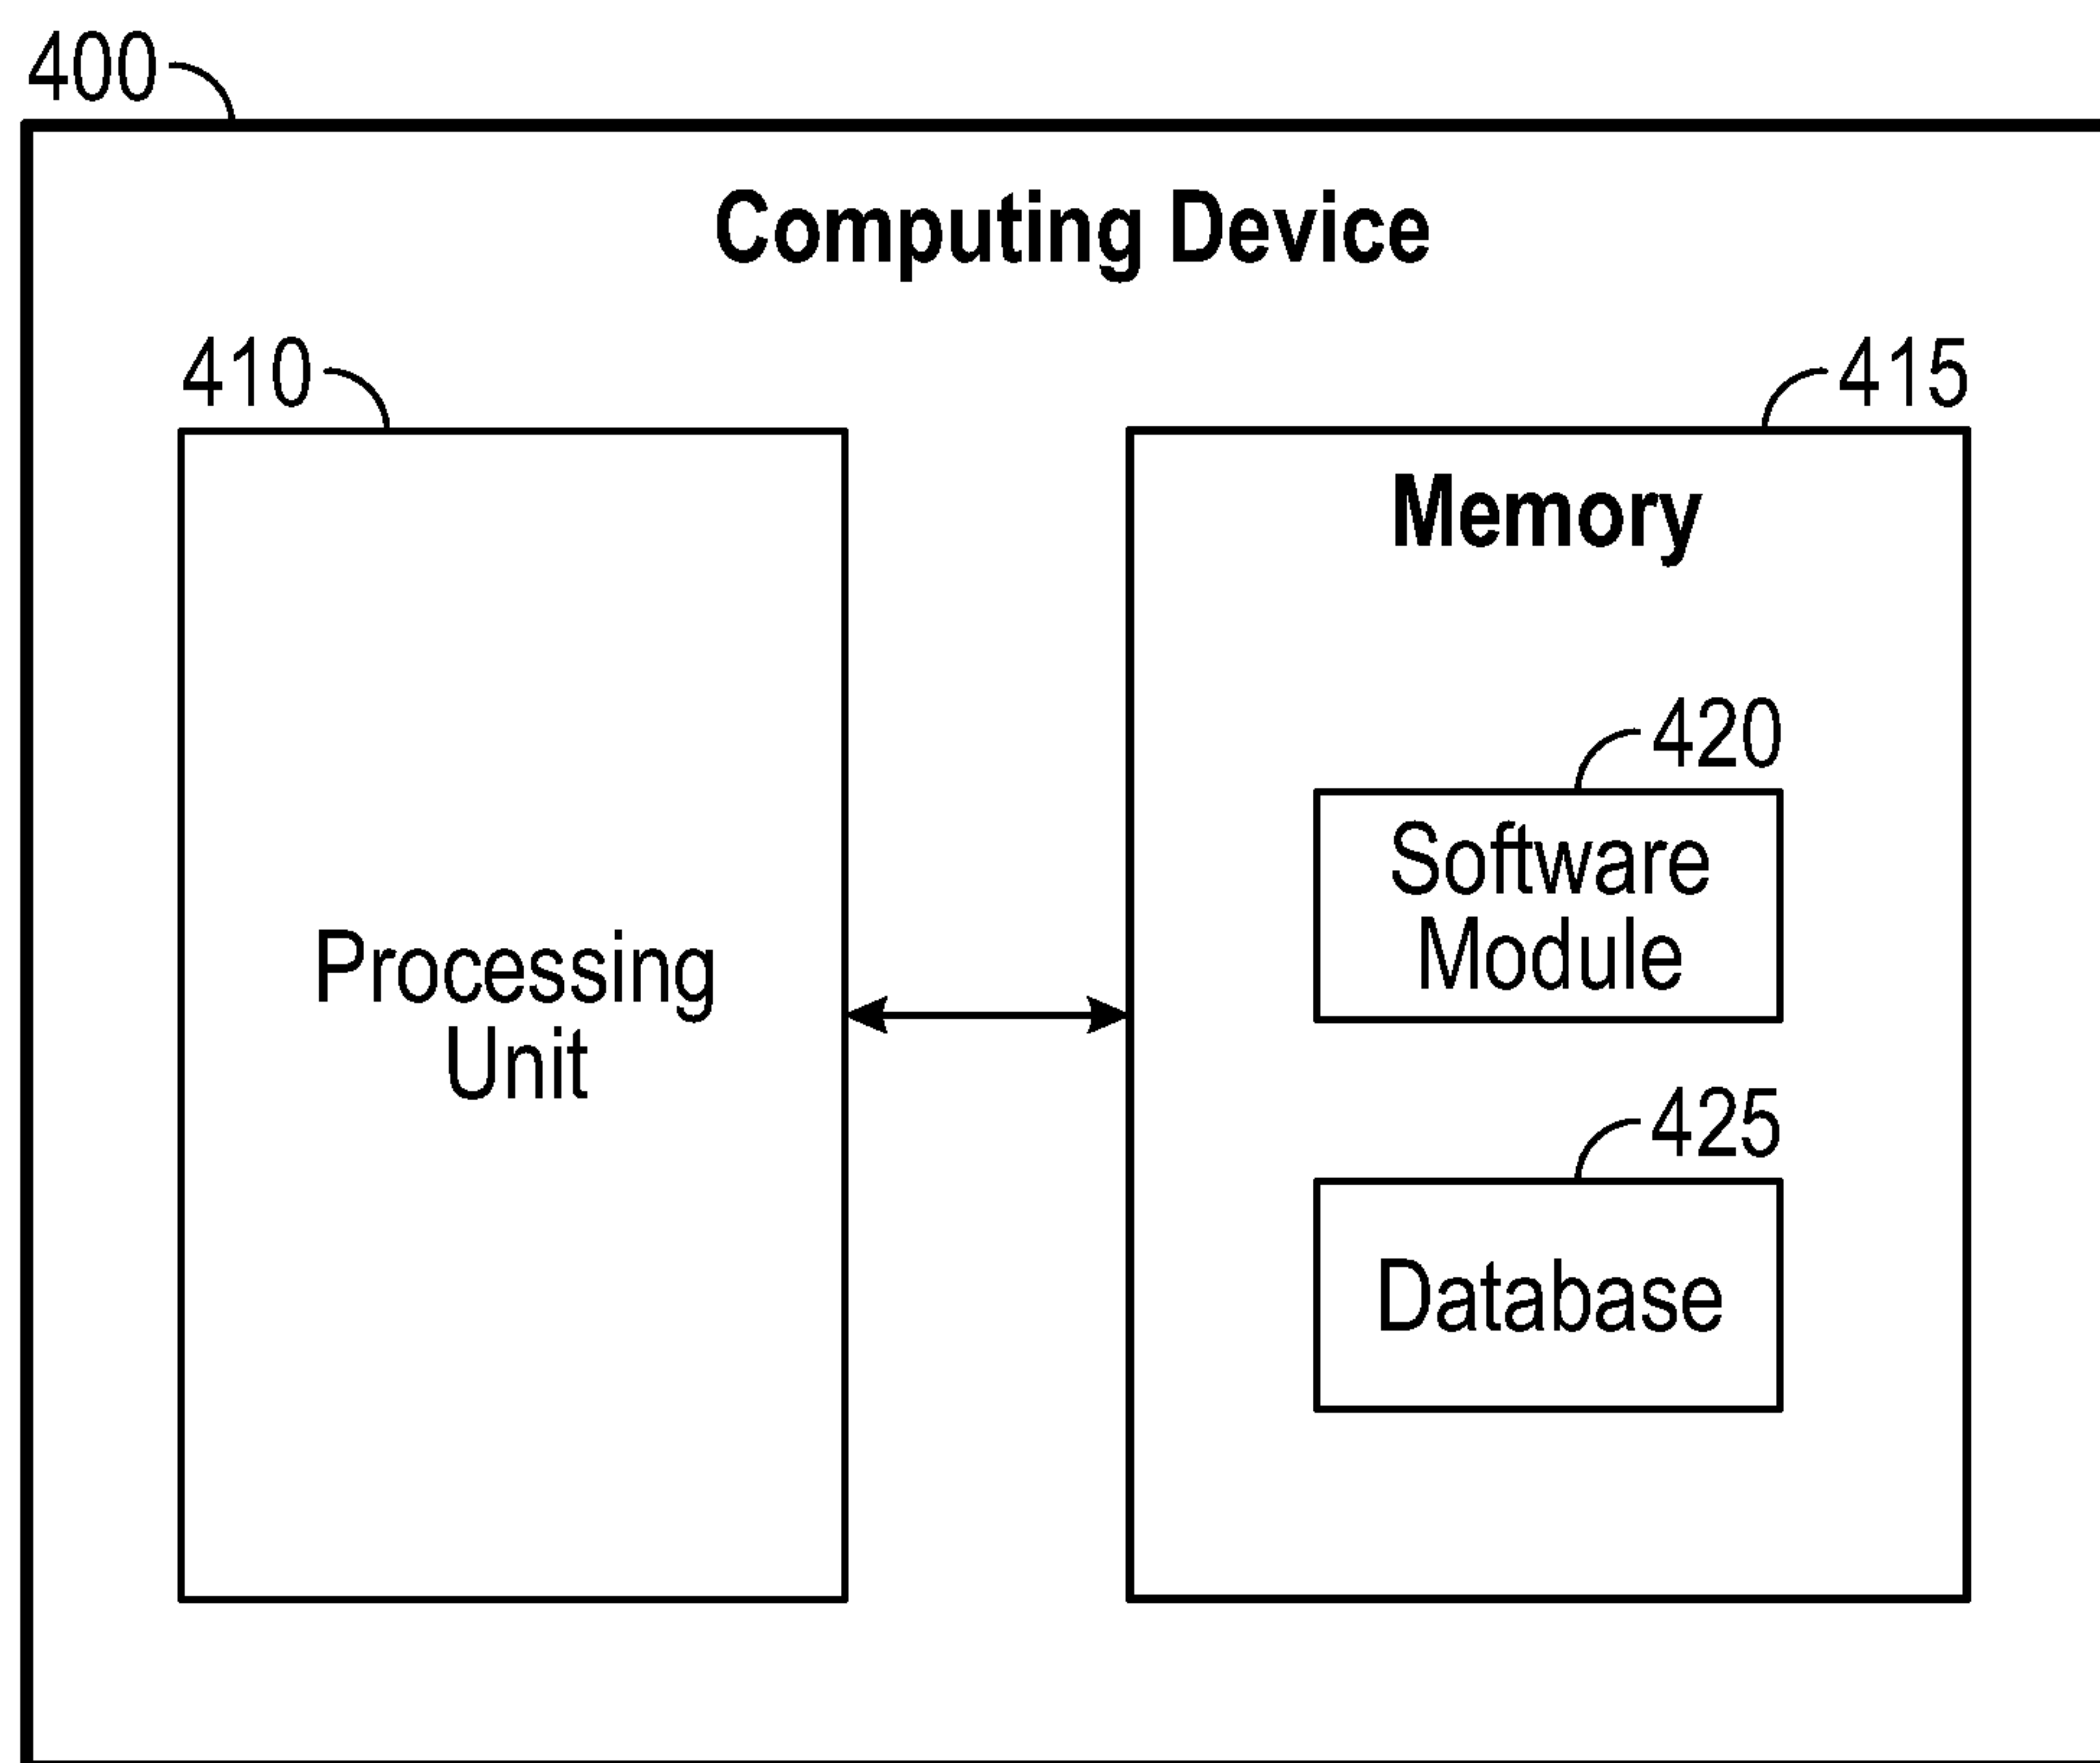 400
Computing Device
410
415
Memory
420
Software
Module
Processing
Unit
425
Database